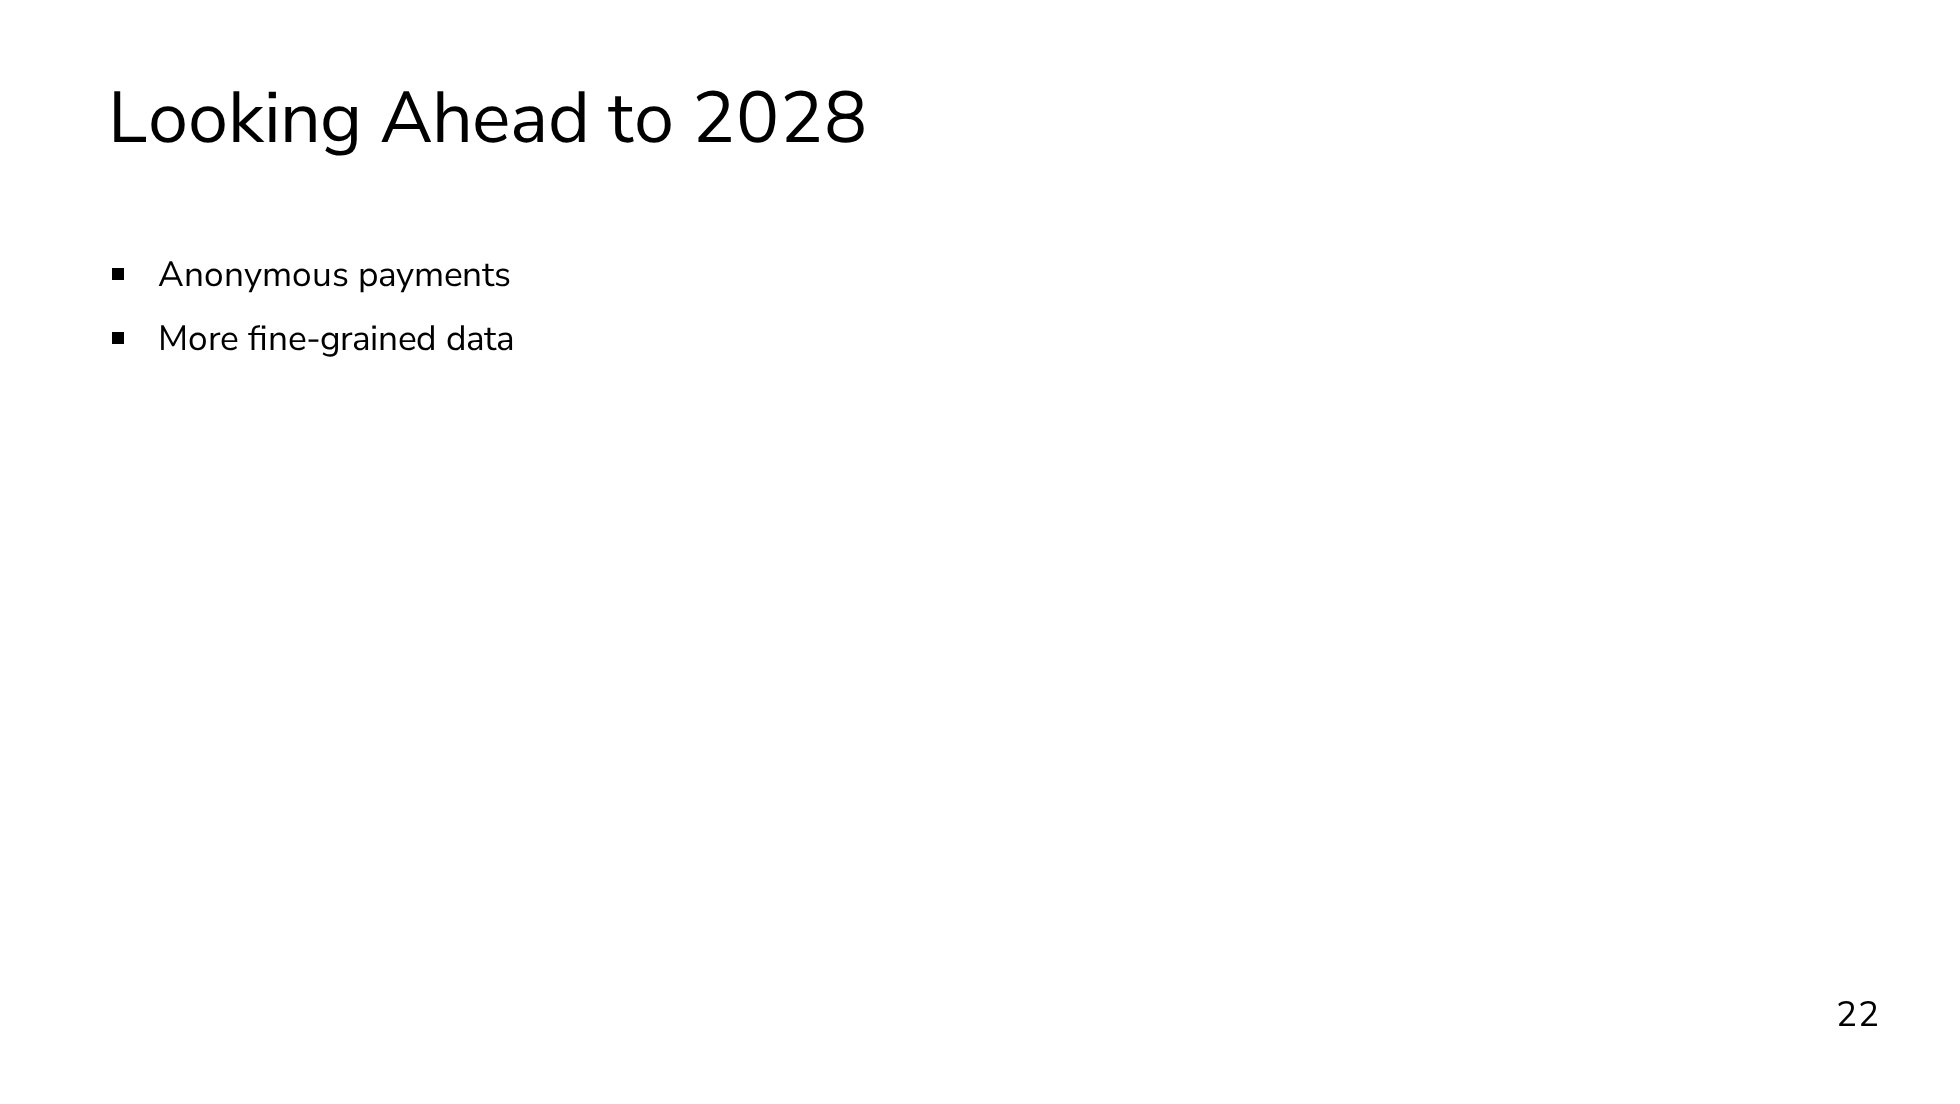 Looking Ahead to 2028
▪ Anonymous payments
▪ More fine-grained data
22